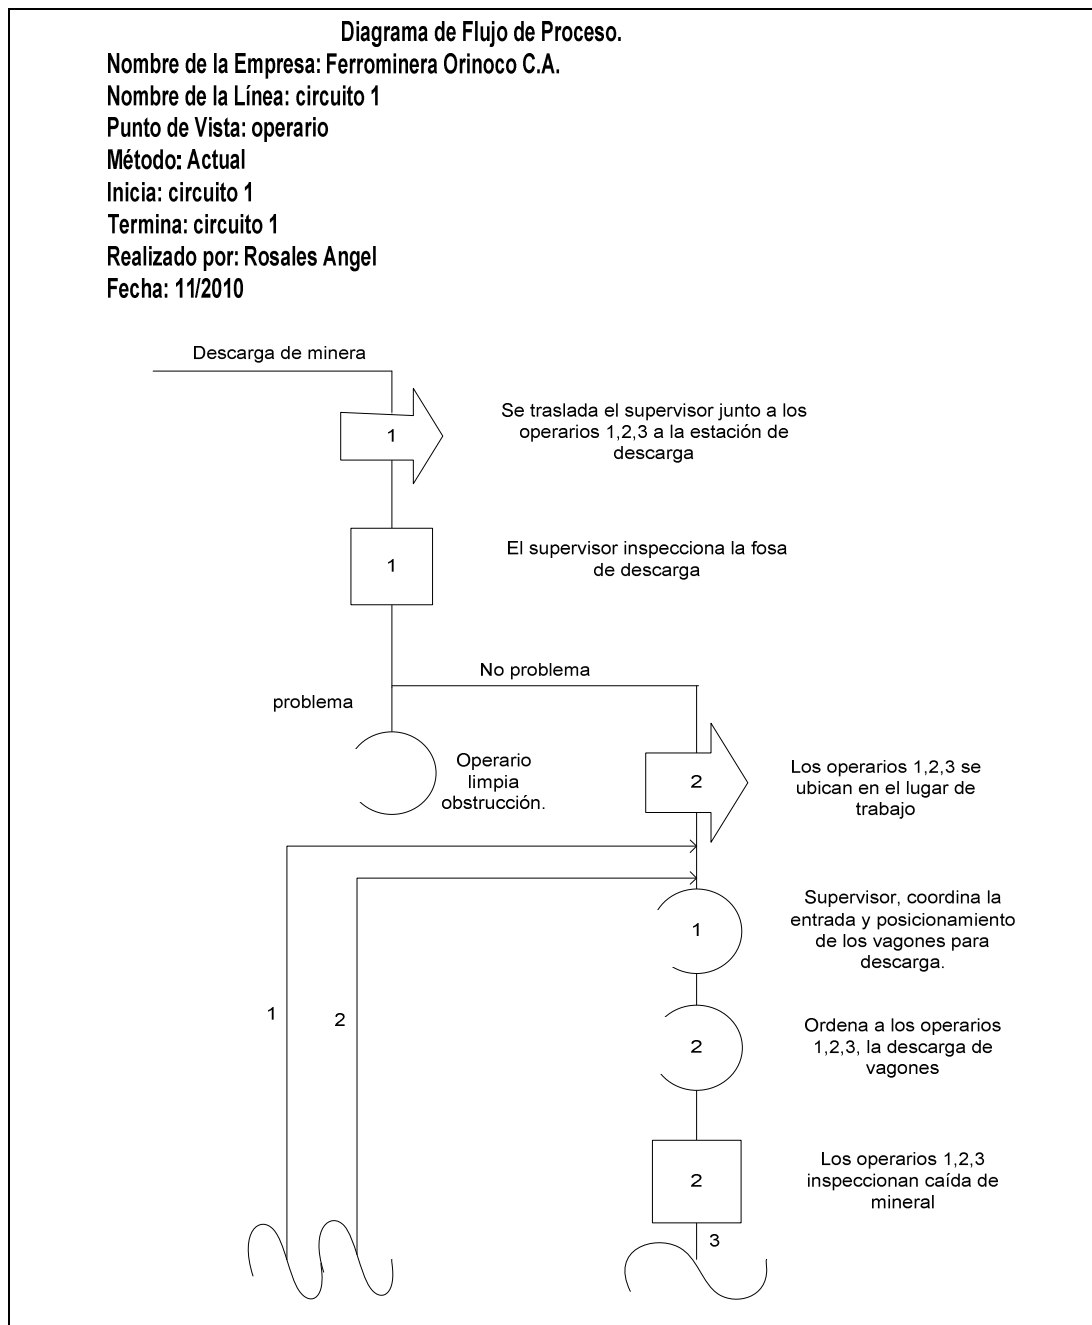 Diagrama de Flujo de Proceso.
Nombre de la Empresa: Ferrominera Orinoco C.A.
Nombre de la Línea: circuito 1
Punto de Vista: operario
Método: Actual
Inicia: circuito 1
Termina: circuito 1
Realizado por: Rosales Angel
Fecha: 11/2010
Descarga de minera
1
Se traslada el supervisor junto a los
operarios 1,2,3 a la estación de
descarga
1
El supervisor inspecciona la fosa
de descarga
No problema
problema
Operario
limpia
obstrucción.
2
Los operarios 1,2,3 se
ubican en el lugar de
trabajo
1
Supervisor, coordina la
entrada y posicionamiento
de los vagones para
descarga.
1
2
2
Ordena a los operarios
1,2,3, la descarga de
vagones
2
Los operarios 1,2,3
inspeccionan caída de
mineral
3